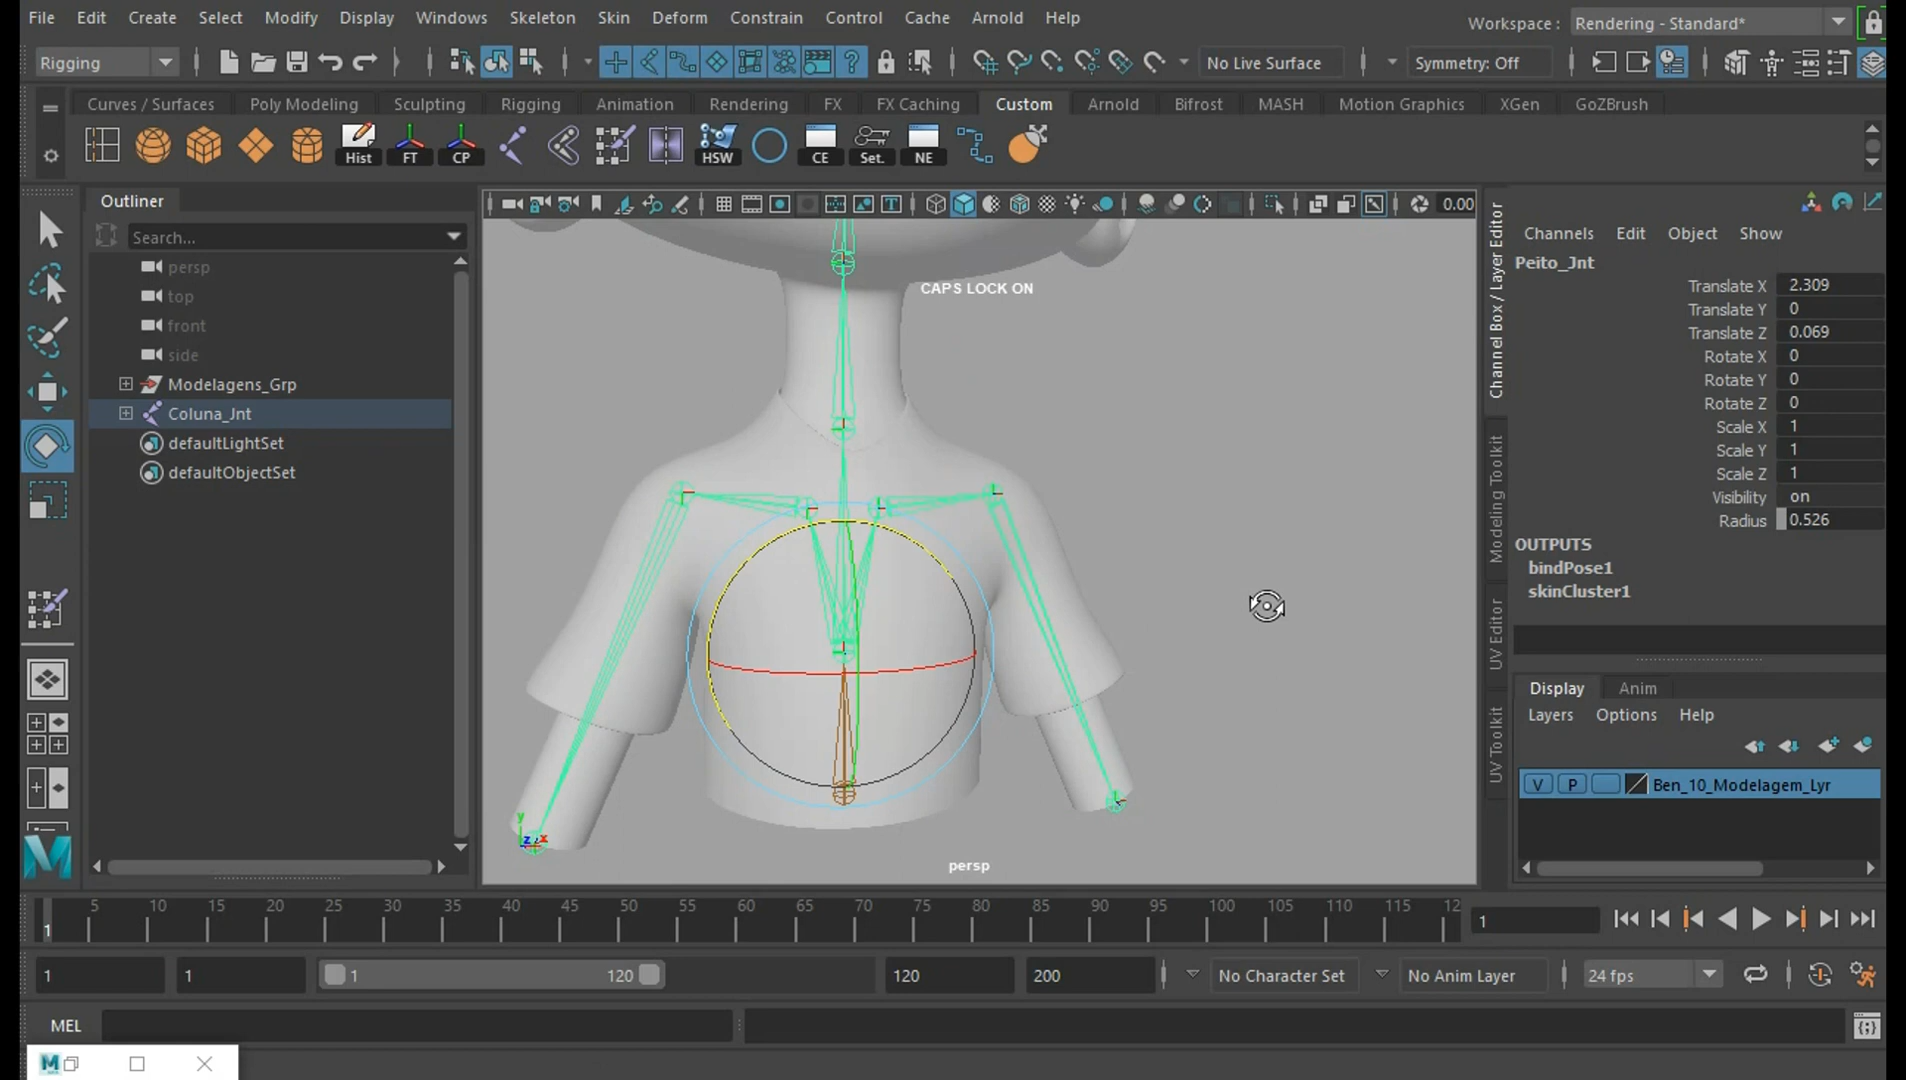 File Edit Create Select Modify Display Windows Skeleton Skin Deform Constrain Control Cache Arnold Help
Workspace : Rendering - Standard*
Rigging
No Live Surface
Symmetry: Off
Curves / Surfaces Poly Modeling Sculpting Rigging Animation Rendering FX FX Caching Custom Arnold Bifrost MASH Motion Graphics XGen GoZBrush
Hist FT CP HSW CE Set. NE
Outliner
Search...
persp
top
front
side
Modelagens_Grp
Coluna_Jnt
defaultLightSet
defaultObjectSet
0.00
CAPS LOCK ON
y
z x
persp
Channel Box / Layer Editor
Modeling Toolkit
UV Editor
UV Toolkit
Channels Edit Object Show
Peito_Jnt
Translate X 2.309
Translate Y 0
Translate Z 0.069
Rotate X 0
Rotate Y 0
Rotate Z 0
Scale X 1
Scale Y 1
Scale Z 1
Visibility on
Radius 0.526
OUTPUTS
bindPose1
skinCluster1
Display Anim
Layers Options Help
V P Ben_10_Modelagem_Lyr
5 10 15 20 25 30 35 40 45 50 55 60 65 70 75 80 85 90 95 100 105 110 115 12
1
1
1 1 1 120 120 200 No Character Set No Anim Layer 24 fps
MEL
M